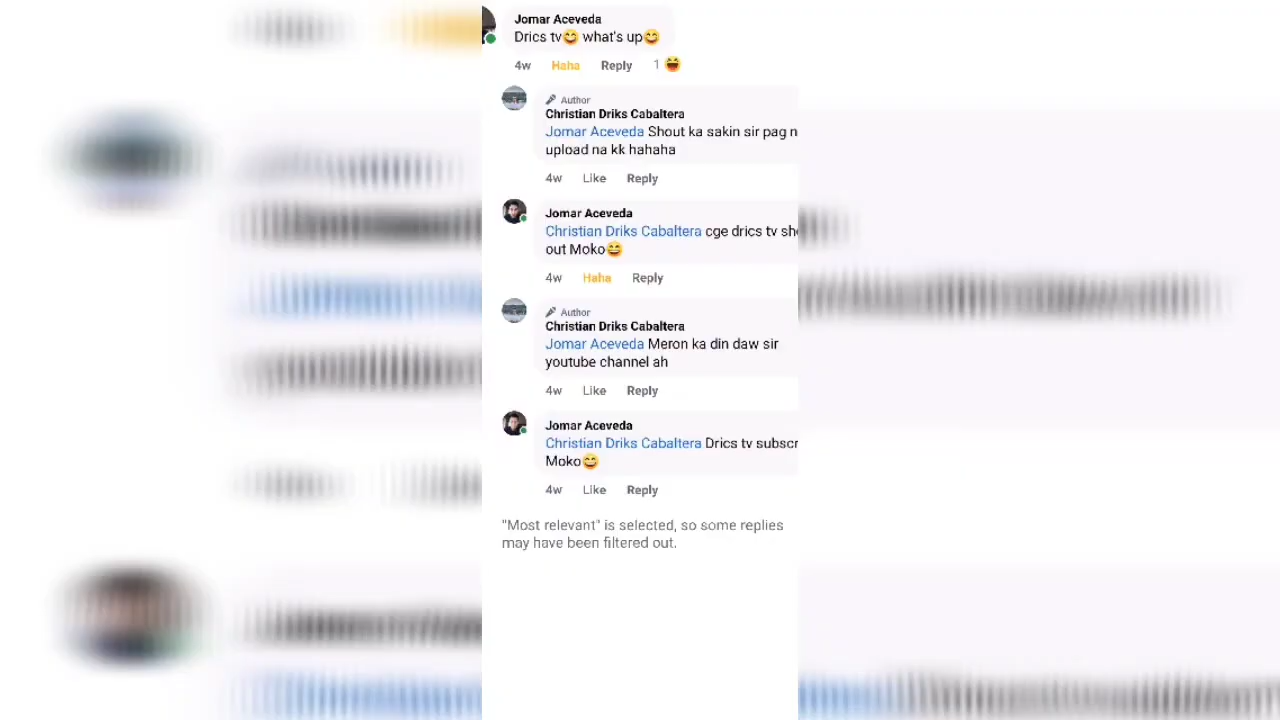 Jomar Aceveda
Drics tv😄 what's up😄
4w Haha Reply 1 😆
Author
Christian Driks Cabaltera
Jomar Aceveda Shout ka sakin sir pag n
upload na kk hahaha
4w Like Reply
Jomar Aceveda
Christian Driks Cabaltera cge drics tv sho
out Moko😄
4w Haha Reply
Author
Christian Driks Cabaltera
Jomar Aceveda Meron ka din daw sir
youtube channel ah
4w Like Reply
Jomar Aceveda
Christian Driks Cabaltera Drics tv subscr
Moko😄
4w Like Reply
"Most relevant" is selected, so some replies
may have been filtered out.